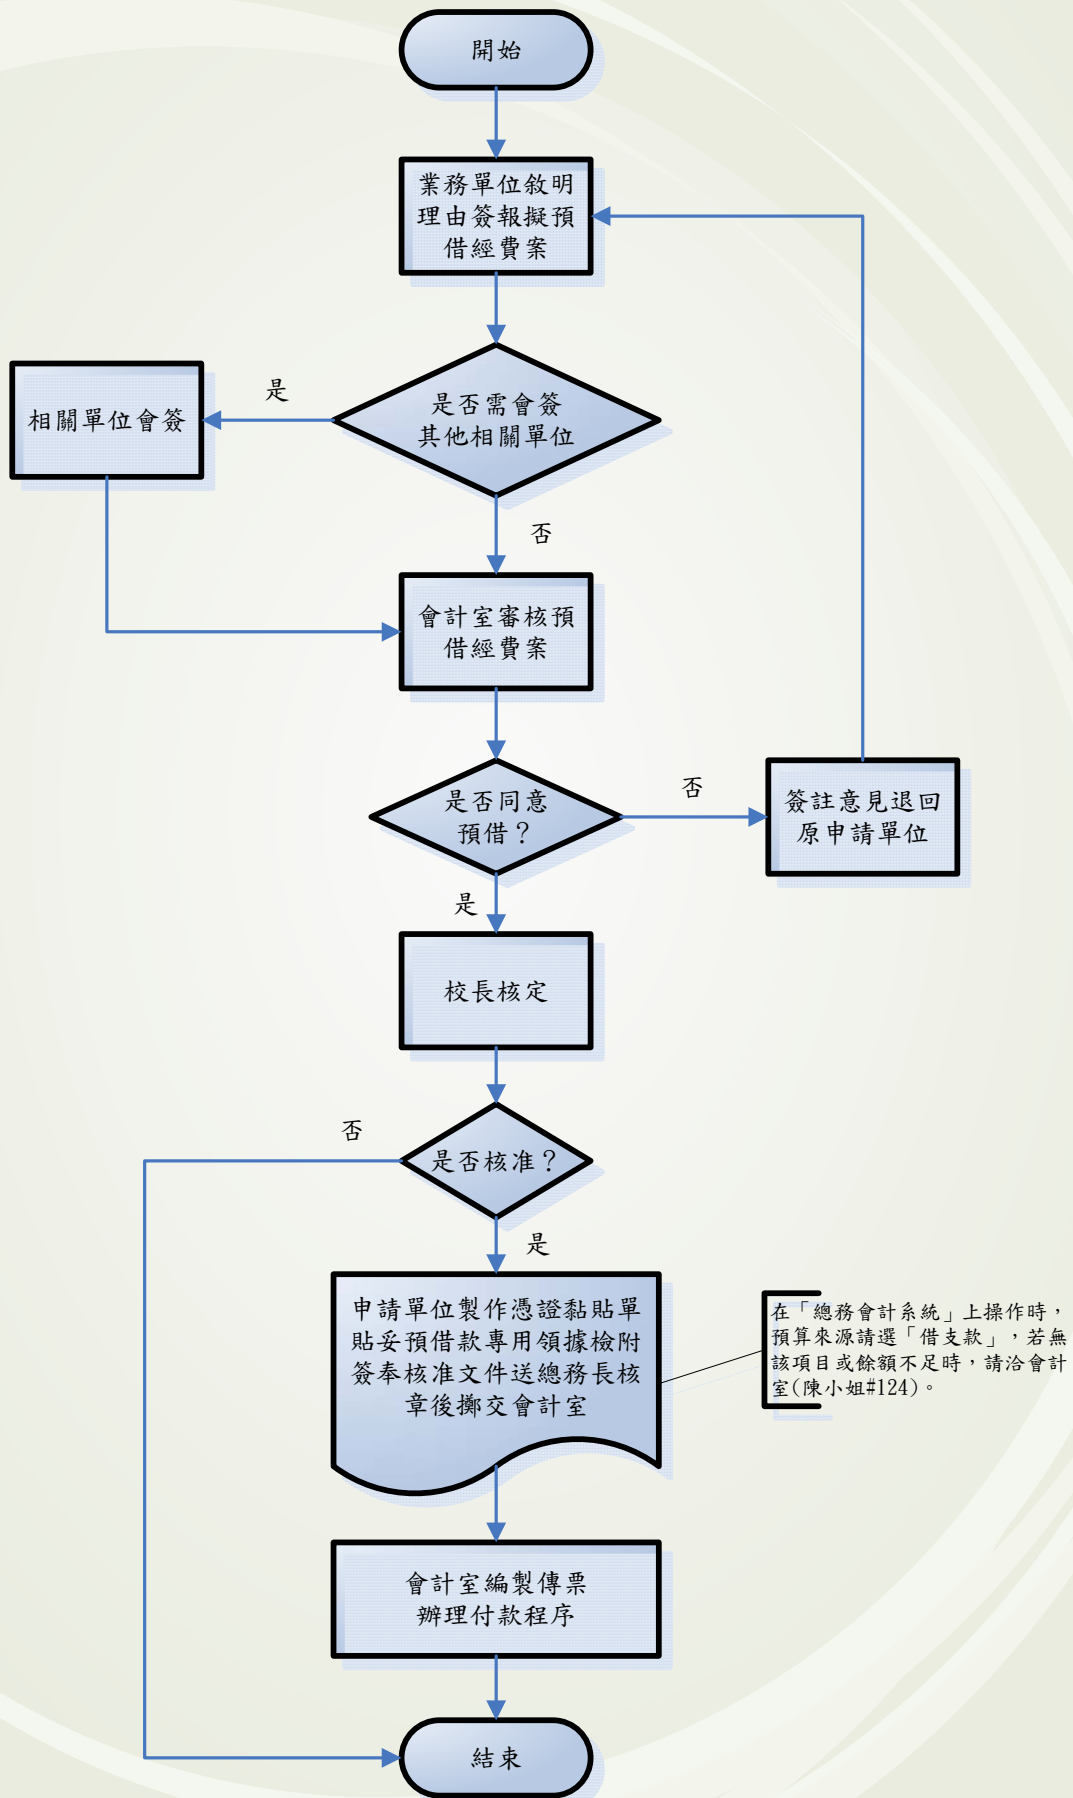 開始
業務單位敘明
理由簽報擬預
借經費案
是否需會簽
其他相關單位
是
相關單位會簽
否
會計室審核預
借經費案
是否同意
預借？
否
簽註意見退回
原申請單位
是
校長核定
是否核准？
否
是
申請單位製作憑證黏貼單
貼妥預借款專用領據檢附
簽奉核准文件送總務長核
章後擲交會計室
在「總務會計系統」上操作時，
預算來源請選「借支款」，若無
該項目或餘額不足時，請洽會計
室(陳小姐#124)。
會計室編製傳票
辦理付款程序
結束